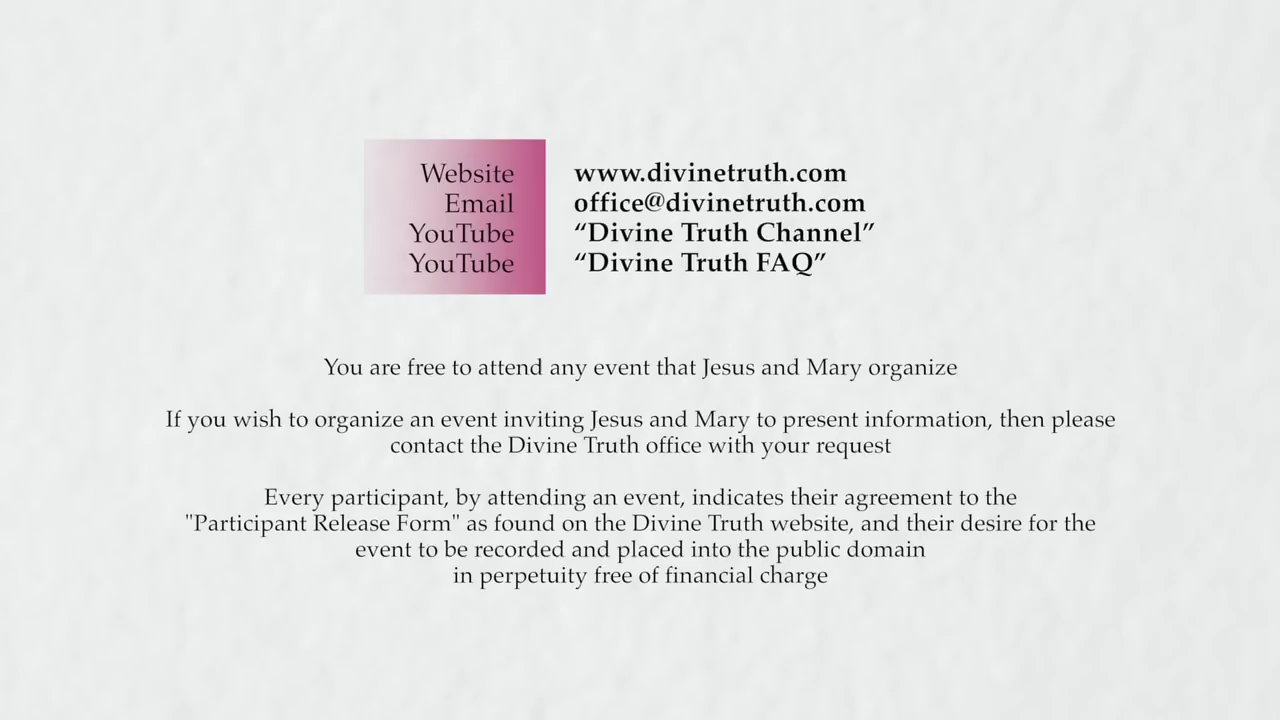 Website www.divinetruth.com
Email office@divinetruth.com
YouTube “Divine Truth Channel”
YouTube “Divine Truth FAQ”
You are free to attend any event that Jesus and Mary organize
If you wish to organize an event inviting Jesus and Mary to present information, then please
contact the Divine Truth office with your request
Every participant, by attending an event, indicates their agreement to the
"Participant Release Form" as found on the Divine Truth website, and their desire for the
event to be recorded and placed into the public domain
in perpetuity free of financial charge